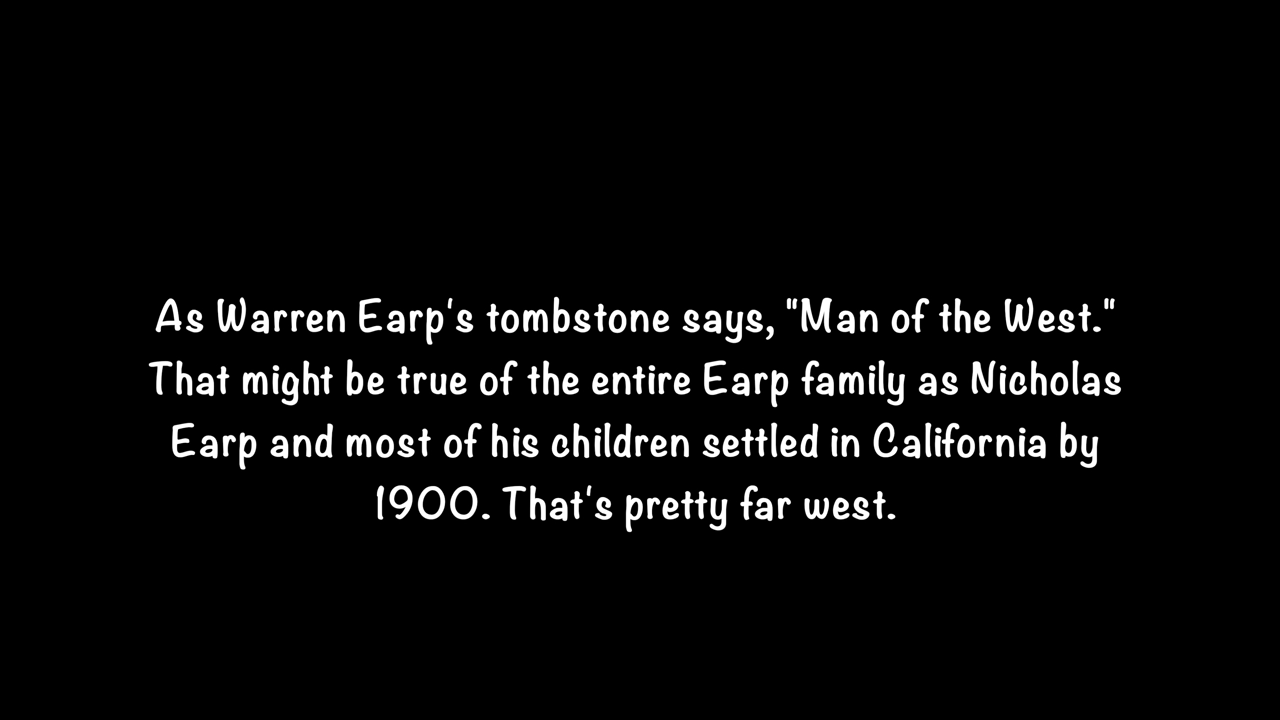 As Warren Earp's tombstone says, "Man of the West."
That might be true of the entire Earp family as Nicholas
Earp and most of his children settled in California by
1900. That's pretty far west.